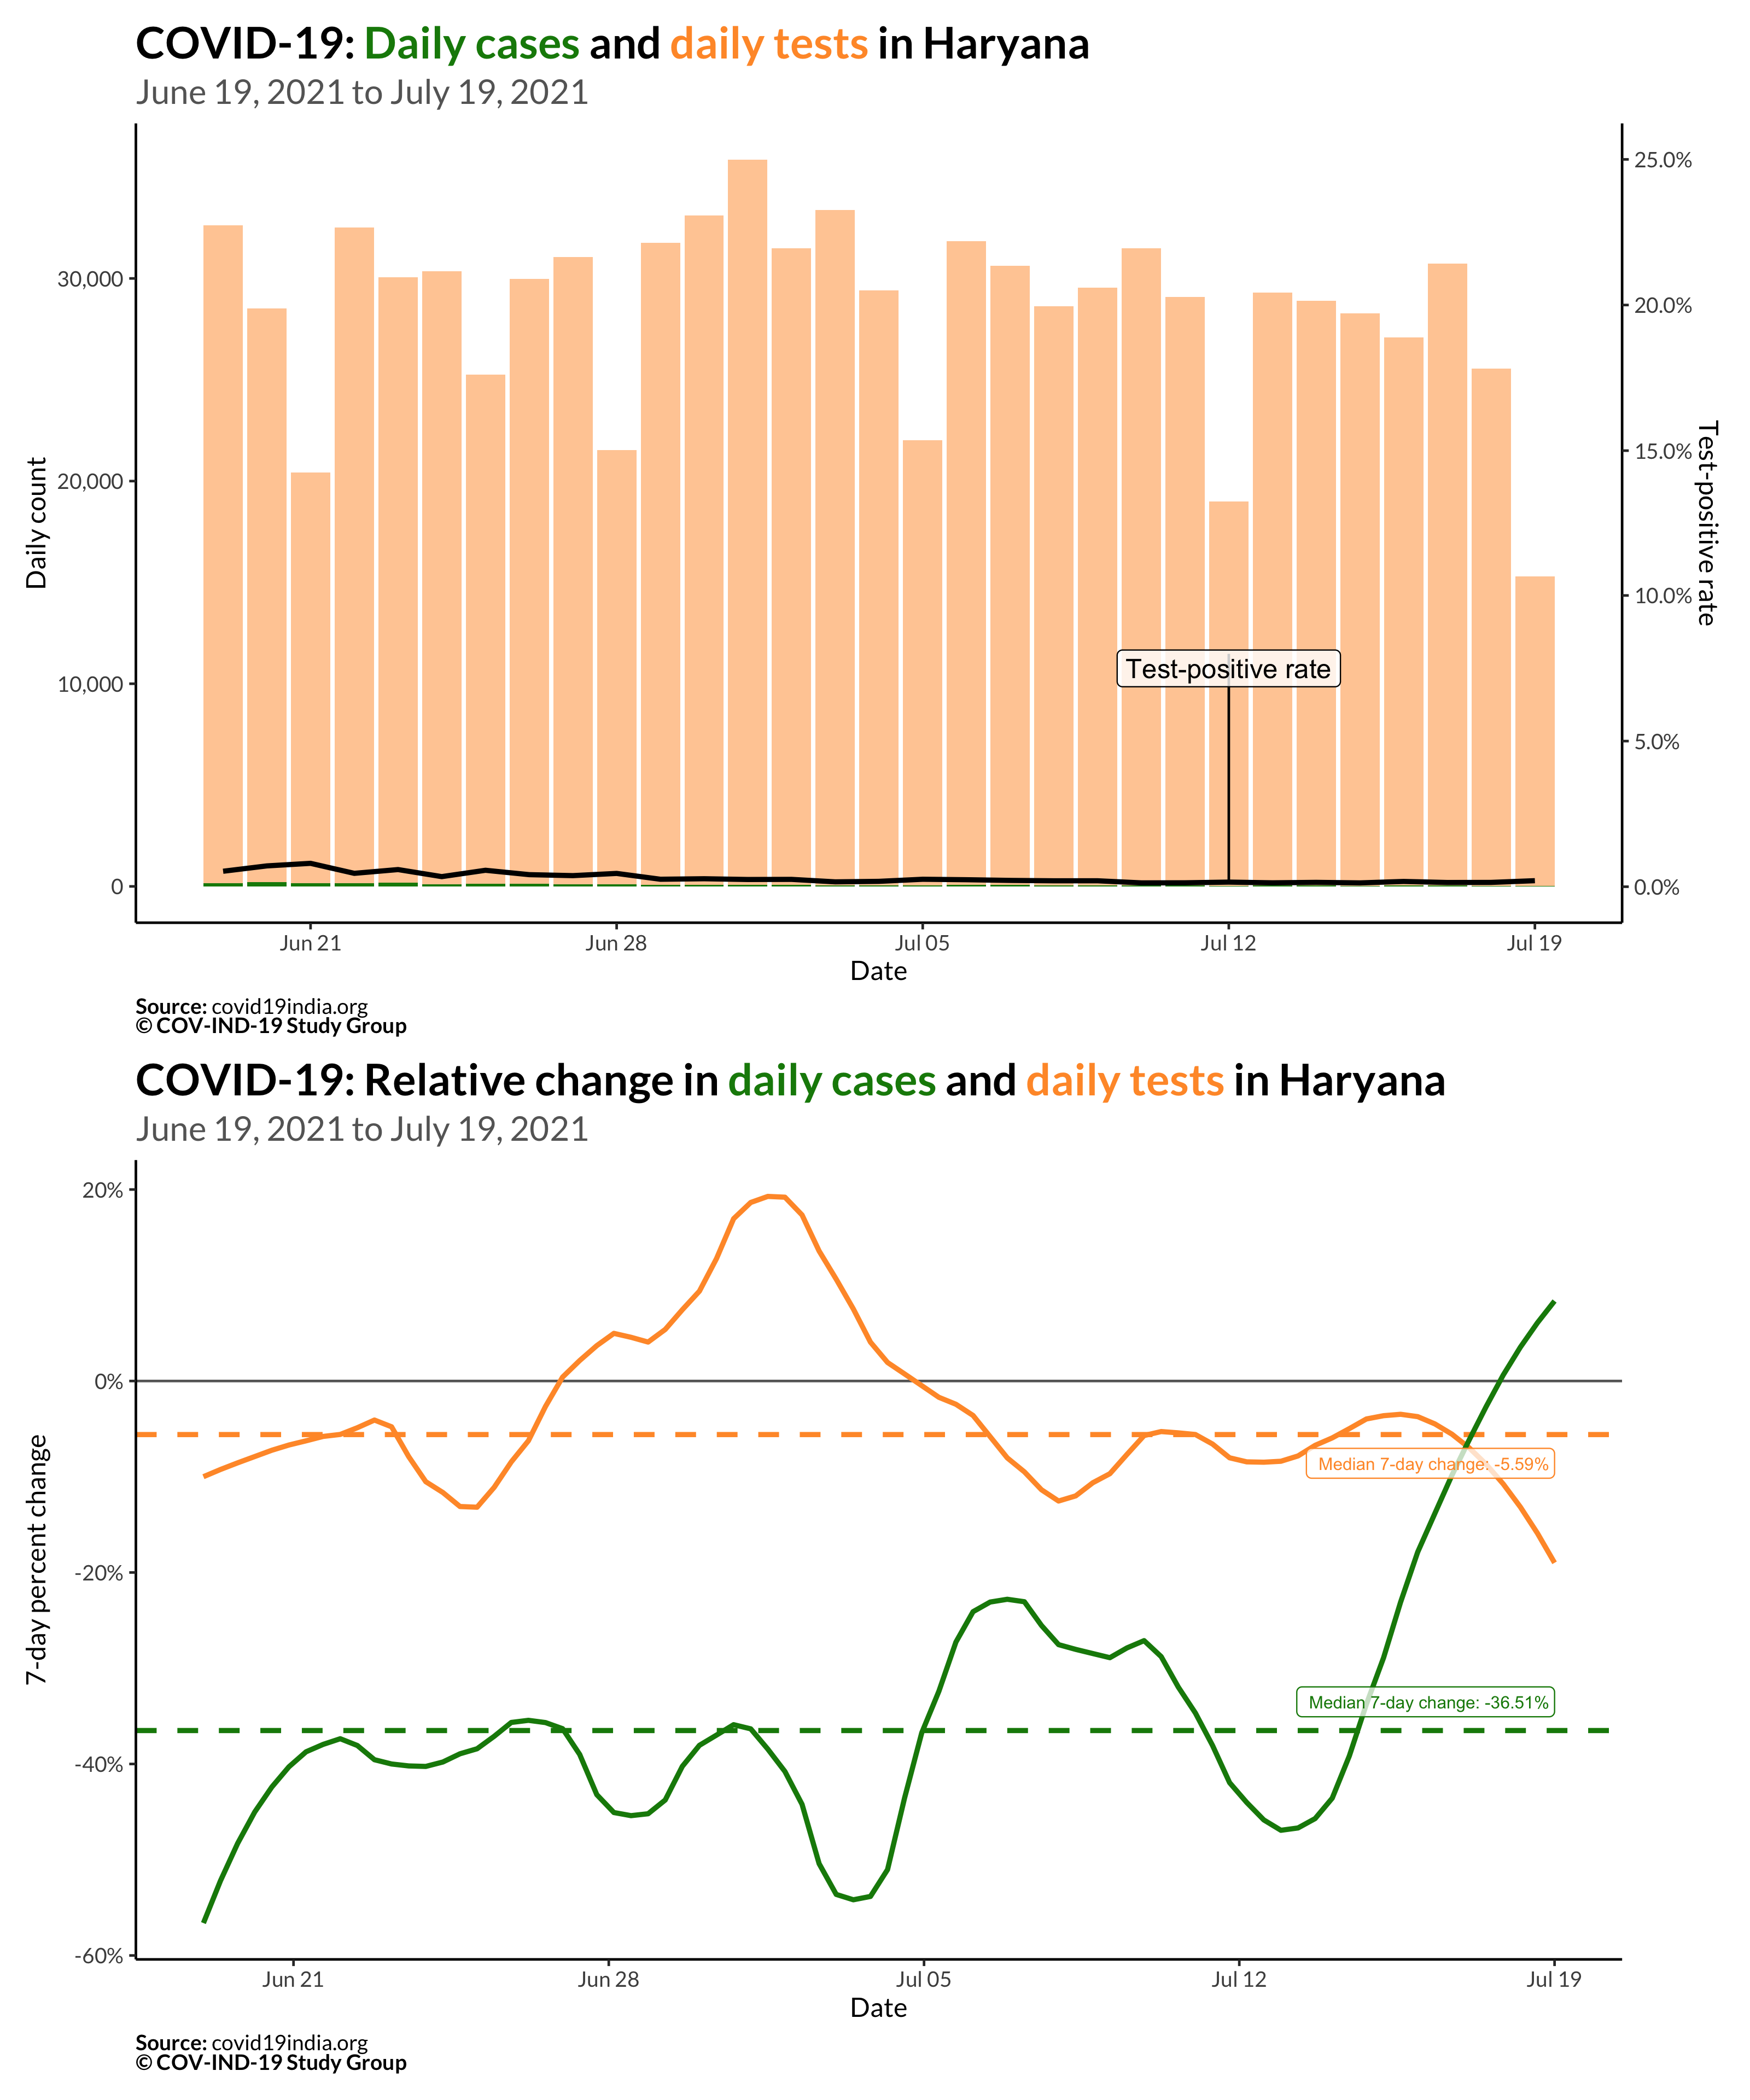 COVID-19: Daily cases and daily tests in Haryana
June 19, 2021 to July 19, 2021
Daily count
30,000
20,000
10,000
0
25.0%
20.0%
15.0%
10.0%
5.0%
0.0%
Test-positive rate
Test-positive rate
Jun 21
Jun 28
Jul 05
Jul 12
Jul 19
Date
Source: covid19india.org
© COV-IND-19 Study Group
COVID-19: Relative change in daily cases and daily tests in Haryana
June 19, 2021 to July 19, 2021
7-day percent change
20%
0%
-20%
-40%
-60%
Median 7-day change: -5.59%
Median 7-day change: -36.51%
Jun 21
Jun 28
Jul 05
Jul 12
Jul 19
Date
Source: covid19india.org
© COV-IND-19 Study Group